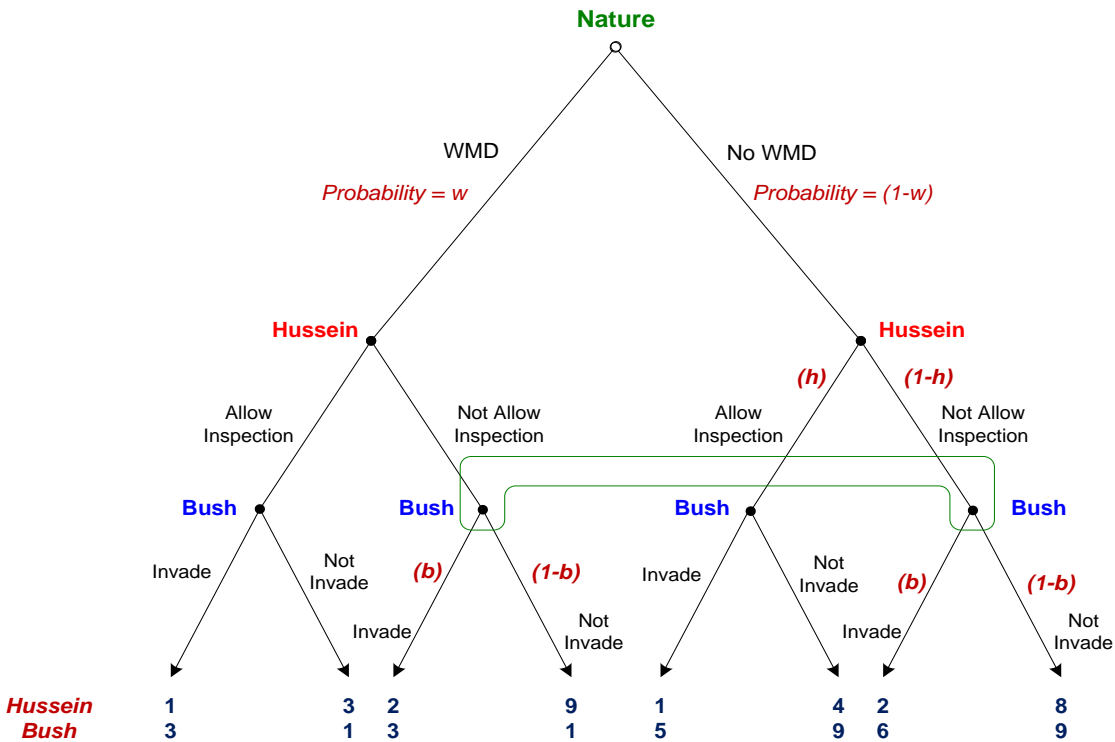 Nature
WMD
No WMD
Probability = w
Probability = (1-w)
Hussein
Hussein
(h)
(1-h)
Allow
Inspection
Not Allow
Inspection
Allow
Inspection
Not Allow
Inspection
Bush
Bush
Bush
Bush
Invade
Not
Invade
(b)
(1-b)
Invade
Not
Invade
(b)
(1-b)
Invade
Not
Invade
Invade
Not
Invade
Hussein 1 3 2 9 1 4 2 8
Bush 3 1 3 1 5 9 6 9